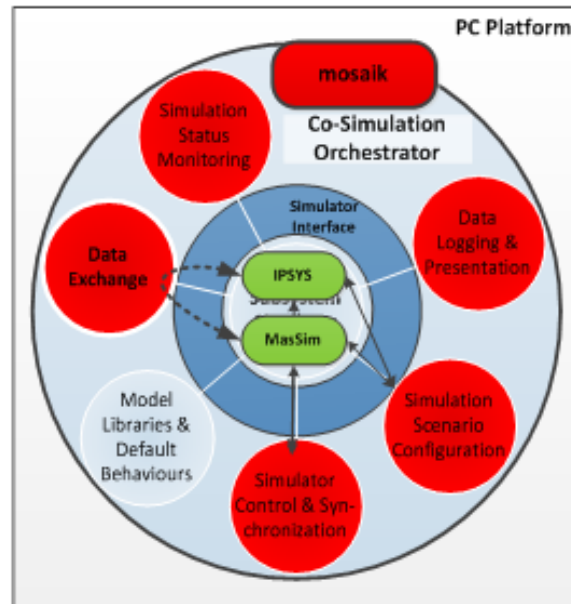 PC Platform
mosaik
Co-Simulation
Orchestrator
Simulation
Status
Monitoring
Simulator
Interface
Data
Logging &
Presentation
Data
Exchange
IPSYS
MasSim
Model
Libraries &
Default
Behaviours
Simulation
Scenario
Configuration
Simulator
Control & Syn-
chronization